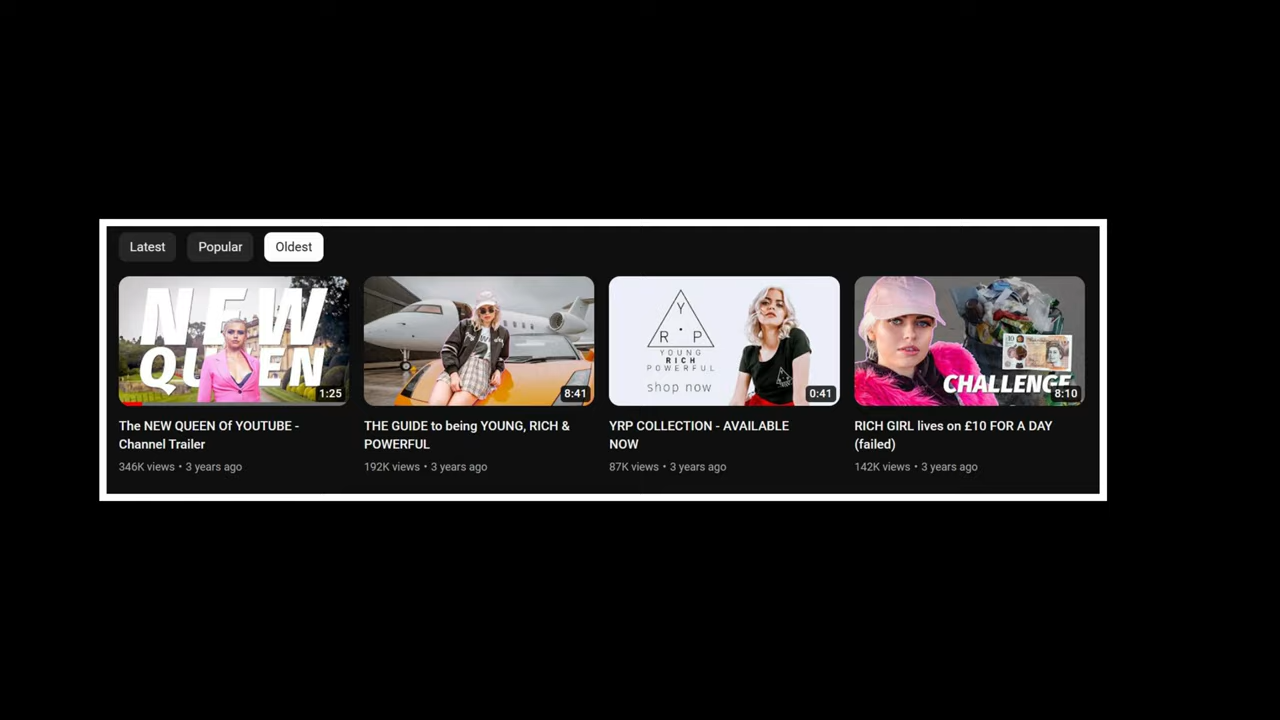 Latest Popular Oldest
NEW
QUEEN
1:25
8:41
Y
R P
YOUNG
RICH
POWERFUL
shop now
0:41
10
CHALLENGE
8:10
The NEW QUEEN Of YOUTUBE -
Channel Trailer
346K views • 3 years ago
THE GUIDE to being YOUNG, RICH &
POWERFUL
192K views • 3 years ago
YRP COLLECTION - AVAILABLE
NOW
87K views • 3 years ago
RICH GIRL lives on £10 FOR A DAY
(failed)
142K views • 3 years ago